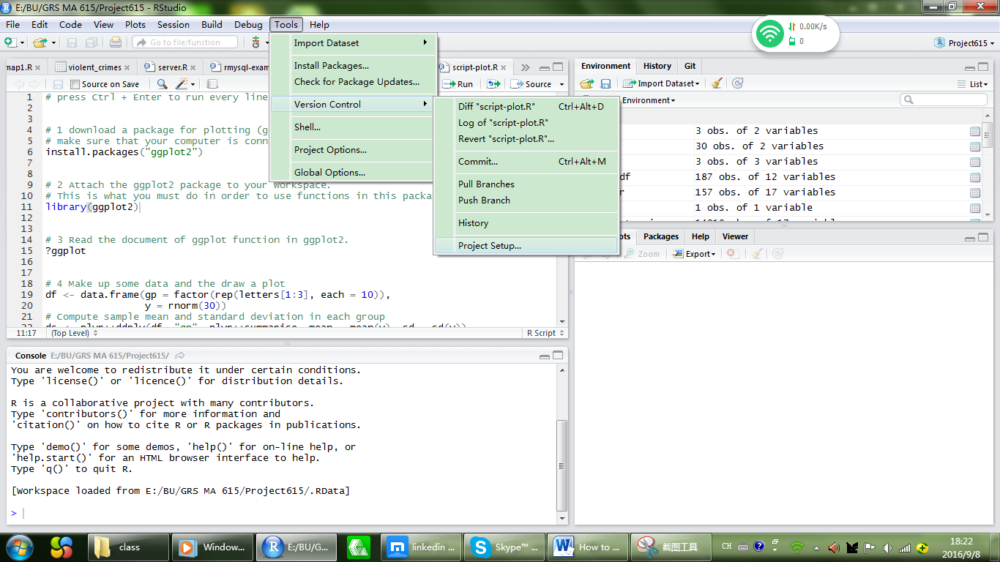 E:/BU/GRS MA 615/Project615 - RStudio
File Edit Code View Plots Session Build Debug Tools Help
0.00K/s
0
Go to file/function
Project615
map1.R violent_crimes server.R rmysql-exam script-plot.R
Source on Save Run Source
1 # press Ctrl + Enter to run every line
2
3
4 # 1 download a package for plotting (g
5 # make sure that your computer is conn
6 install.packages("ggplot2")
7
8
9 # 2 Attach the ggplot2 package to your workspace.
10 # This is what you must do in order to use functions in this packa
11 library(ggplot2)
12
13
14 # 3 Read the document of ggplot function in ggplot2.
15 ?ggplot
16
17
18 # 4 Make up some data and the draw a plot
19 df <- data.frame(gp = factor(rep(letters[1:3], each = 10)),
20 y = rnorm(30))
21 # Compute sample mean and standard deviation in each group
22 ds <- plyr::ddply(df, "gp", plyr::summarise, mean = mean(y), sd = sd(y))
11:17 (Top Level) R Script
Import Dataset
Install Packages...
Check for Package Updates...
Version Control
Shell...
Project Options...
Global Options...
Diff "script-plot.R" Ctrl+Alt+D
Log of "script-plot.R"
Revert "script-plot.R"...
Commit... Ctrl+Alt+M
Pull Branches
Push Branch
History
Project Setup...
Environment History Git
Import Dataset List
Environment
3 obs. of 2 variables
30 obs. of 2 variables
3 obs. of 3 variables
df 187 obs. of 12 variables
r 157 obs. of 17 variables
1 obs. of 1 variable
ots Packages Help Viewer
Zoom Export
Console E:/BU/GRS MA 615/Project615/
You are welcome to redistribute it under certain conditions.
Type 'license()' or 'licence()' for distribution details.
R is a collaborative project with many contributors.
Type 'contributors()' for more information and
'citation()' on how to cite R or R packages in publications.
Type 'demo()' for some demos, 'help()' for on-line help, or
'help.start()' for an HTML browser interface to help.
Type 'q()' to quit R.
[Workspace loaded from E:/BU/GRS MA 615/Project615/.RData]
>
class Window... E:/BU/G... linkedin ... Skype™ ... How to ... 截图工具 CH
18:22
2016/9/8